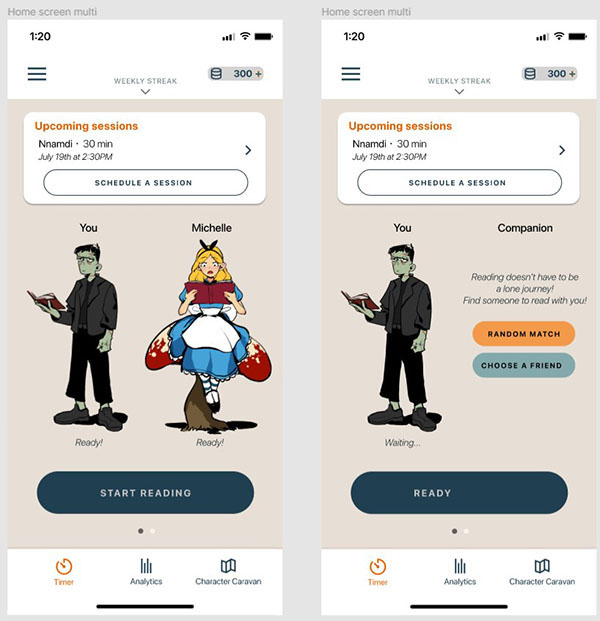 Home screen multi
1:20
WEEKLY STREAK
300 +
Upcoming sessions
Nnamdi · 30 min
July 19th at 2:30PM
SCHEDULE A SESSION
You
Michelle
Ready!
Ready!
START READING
Timer
Analytics
Character Caravan
Home screen multi
1:20
WEEKLY STREAK
300 +
Upcoming sessions
Nnamdi · 30 min
July 19th at 2:30PM
SCHEDULE A SESSION
You
Companion
Reading doesn't have to be
a lone journey!
Find someone to read with you!
RANDOM MATCH
CHOOSE A FRIEND
Waiting...
READY
Timer
Analytics
Character Caravan